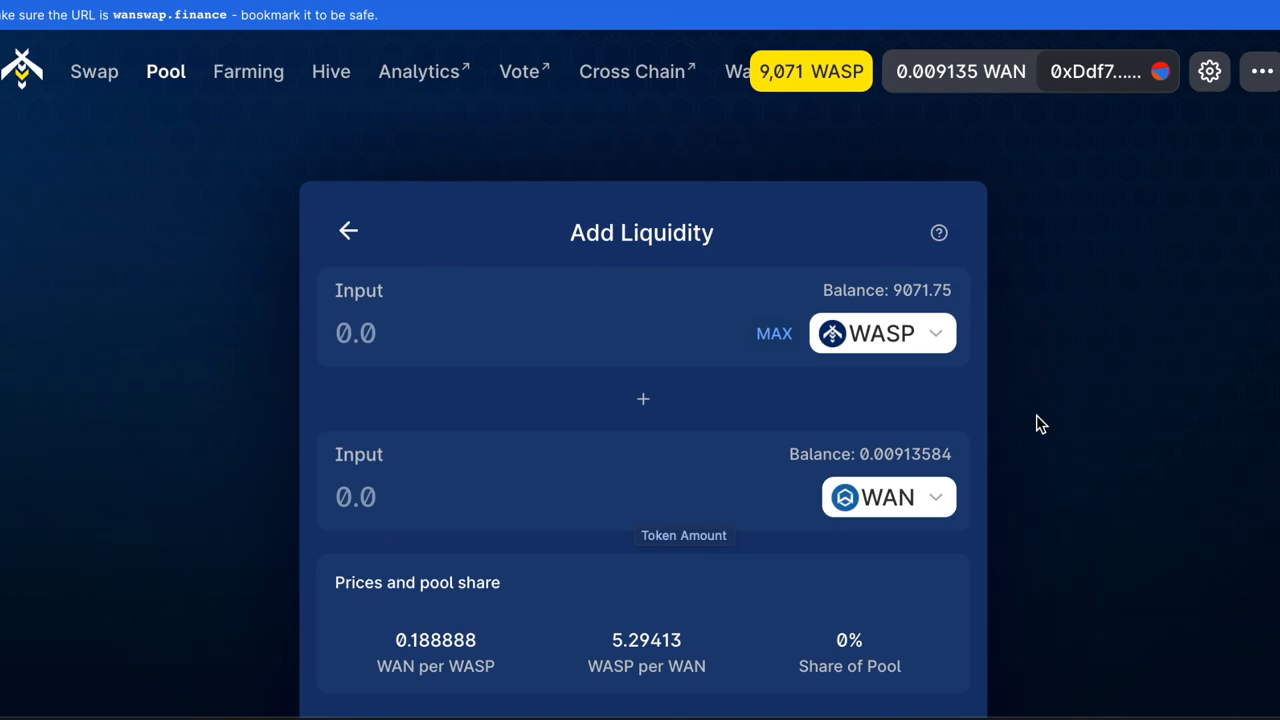 ke sure the URL is wanswap.finance - bookmark it to be safe.
Swap Pool Farming Hive Analytics↗ Vote↗ Cross Chain↗ Wa 9,071 WASP 0.009135 WAN 0xDdf7......
Add Liquidity
Input Balance: 9071.75
0.0 MAX WASP
+
Input Balance: 0.00913584
0.0 WAN
Token Amount
Prices and pool share
0.188888 5.29413 0%
WAN per WASP WASP per WAN Share of Pool